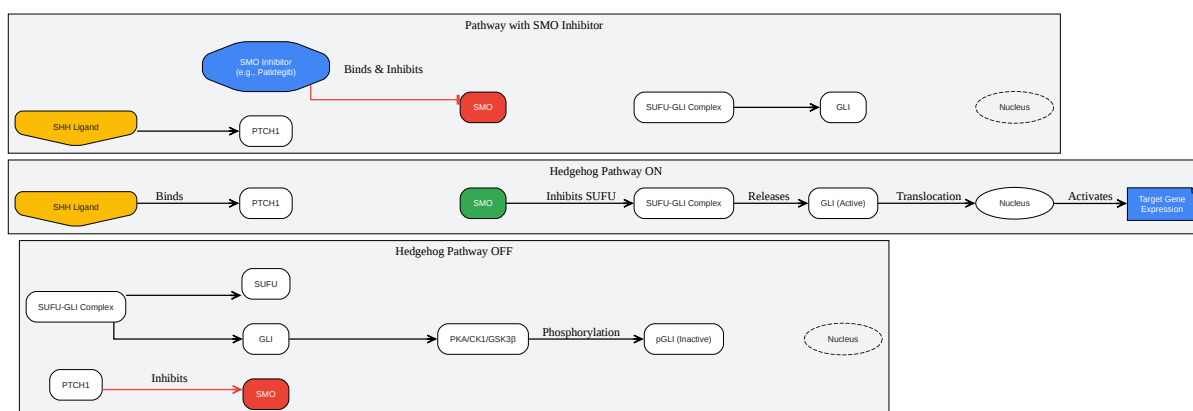 Pathway with SMO Inhibitor
SMO Inhibitor
(e.g., Patidegib)
Binds & Inhibits
SHH Ligand
PTCH1
SMO
SUFU-GLI Complex
GLI
Nucleus
Hedgehog Pathway ON
SHH Ligand
Binds
PTCH1
SMO
Inhibits SUFU
SUFU-GLI Complex
Releases
GLI (Active)
Translocation
Nucleus
Activates
Target Gene
Expression
Hedgehog Pathway OFF
SUFU-GLI Complex
SUFU
GLI
PKA/CK1/GSK3β
Phosphorylation
pGLI (Inactive)
Nucleus
PTCH1
Inhibits
SMO